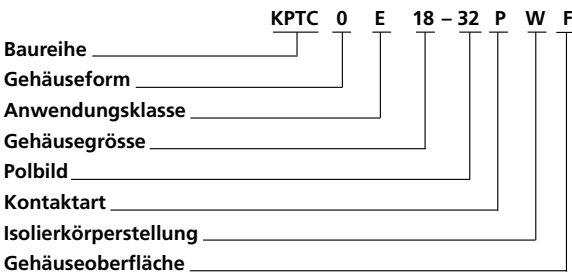 KPTC 0 E 18 – 32 P W F
Baureihe
Gehäuseform
Anwendungsklasse
Gehäusegrösse
Polbild
Kontaktart
Isolierkörperstellung
Gehäuseoberfläche